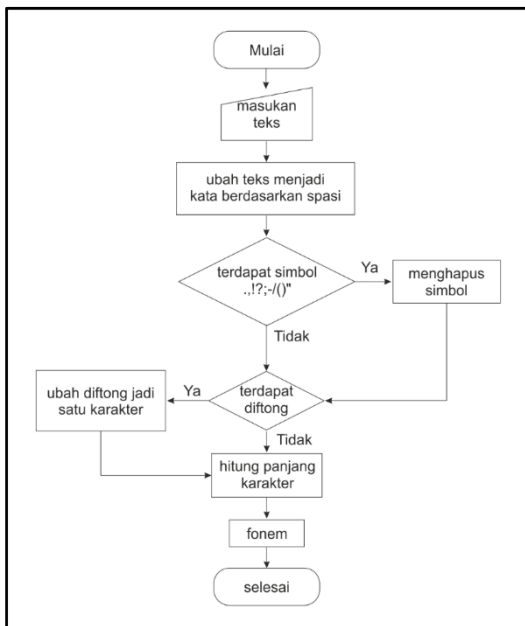 Mulai
masukan
teks
ubah teks menjadi
kata berdasarkan spasi
terdapat simbol
.,!?;-/()"
Ya
menghapus
simbol
Tidak
terdapat
diftong
Ya
ubah diftong jadi
satu karakter
Tidak
hitung panjang
karakter
fonem
selesai